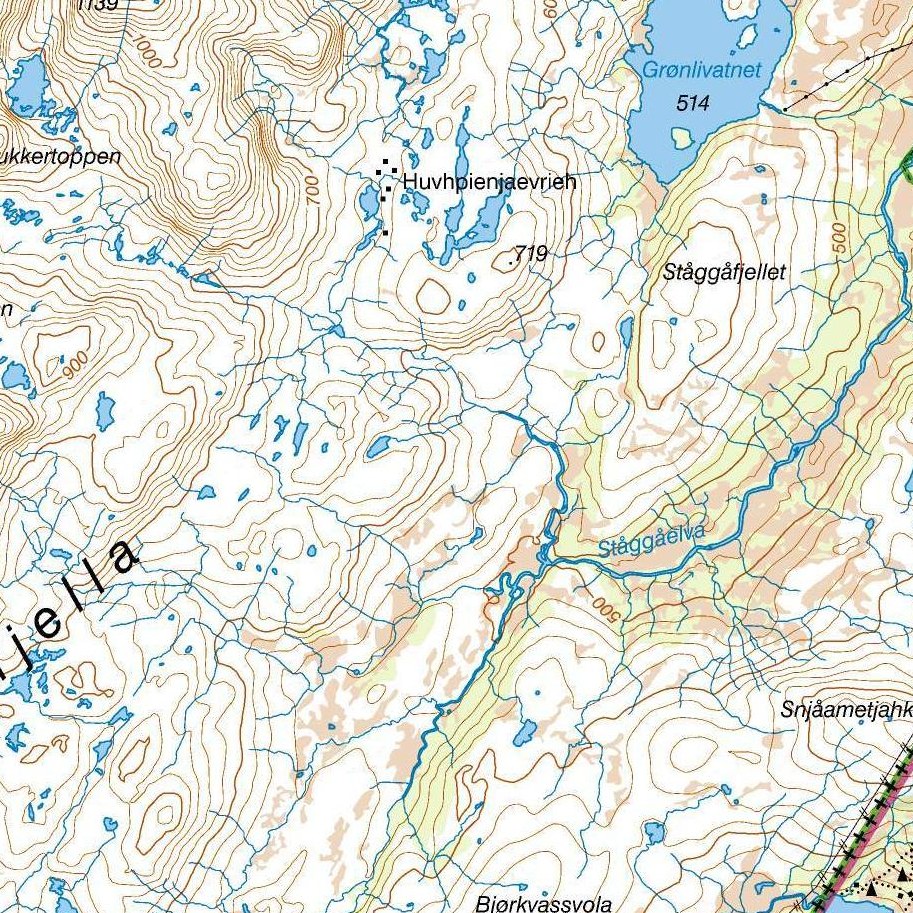 1139
1000
600
Grønlivatnet
514
ukkertoppen
700
Huvhpienjaevrieh
719
500
Ståggåfjellet
n
900
Ståggåelva
jella
500
Snjåametjahk
Bjørkvassvola